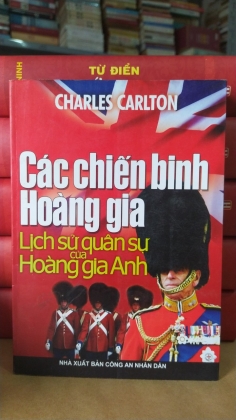 TỪ ĐIỂN
CHARLES CARLTON
Các chiến binh
Hoàng gia
Lịch sử quân sự
của
Hoàng gia Anh
NHÀ XUẤT BẢN CÔNG AN NHÂN DÂN